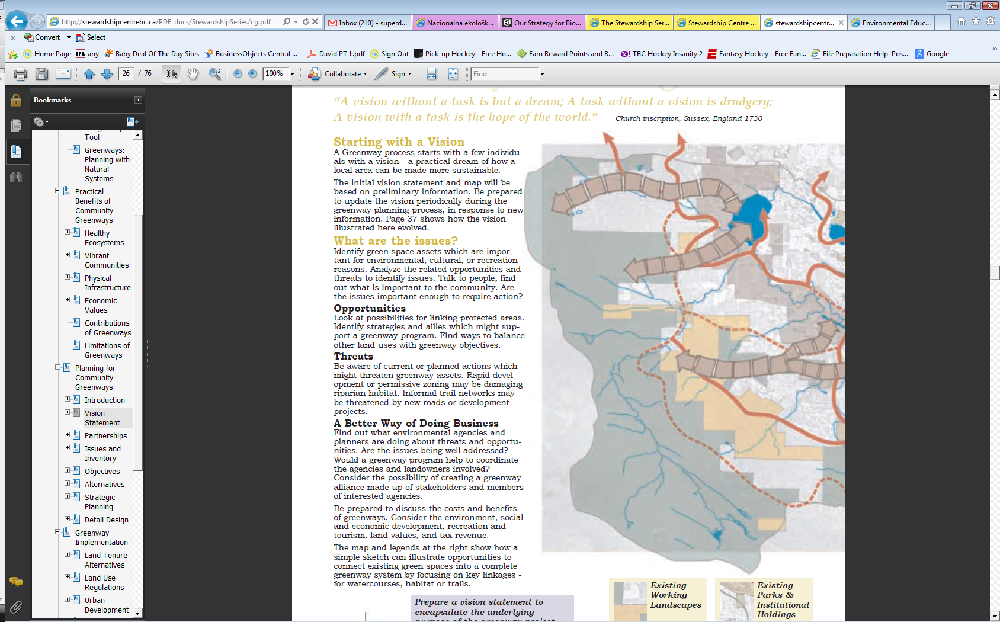 http://stewardshipcentrebc.ca/PDF_docs/StewardshipSeries/cg.pdf
Inbox (210) - superd...
Nacionalna ekološk...
Our Strategy for Bio...
The Stewardship Ser...
Stewardship Centre ...
stewardshipcentr...
Environmental Educ...
Convert
Select
Home Page
IFL any
Baby Deal Of The Day Sites
BusinessObjects Central ...
David PT 1.pdf
Sign Out
Pick-up Hockey - Free Ho...
Earn Reward Points and R...
TBC Hockey Insanity 2
Fantasy Hockey - Free Fan...
File Preparation Help Pos...
Google
26 / 76
100%
Collaborate
Sign
Find
Bookmarks
Tool
Greenways:
Planning with
Natural
Systems
Practical
Benefits of
Community
Greenways
Healthy
Ecosystems
Vibrant
Communities
Physical
Infrastructure
Economic
Values
Contributions
of Greenways
Limitations of
Greenways
Planning for
Community
Greenways
Introduction
Vision
Statement
Partnerships
Issues and
Inventory
Objectives
Alternatives
Strategic
Planning
Detail Design
Greenway
Implementation
Land Tenure
Alternatives
Land Use
Regulations
Urban
Development
“A vision without a task is but a dream; A task without a vision is drudgery;
A vision with a task is the hope of the world.” Church inscription, Sussex, England 1730
Starting with a Vision
A Greenway process starts with a few individu-
als with a vision - a practical dream of how a
local area can be made more sustainable.
The initial vision statement and map will be
based on preliminary information. Be prepared
to update the vision periodically during the
greenway planning process, in response to new
information. Page 37 shows how the vision
illustrated here evolved.
What are the issues?
Identify green space assets which are impor-
tant for environmental, cultural, or recreation
reasons. Analyze the related opportunities and
threats to identify issues. Talk to people, find
out what is important to the community. Are
the issues important enough to require action?
Opportunities
Look at possibilities for linking protected areas.
Identify strategies and allies which might sup-
port a greenway program. Find ways to balance
other land uses with greenway objectives.
Threats
Be aware of current or planned actions which
might threaten greenway assets. Rapid devel-
opment or permissive zoning may be damaging
riparian habitat. Informal trail networks may
be threatened by new roads or development
projects.
A Better Way of Doing Business
Find out what environmental agencies and
planners are doing about threats and opportu-
nities. Are the issues being well addressed?
Would a greenway program help to coordinate
the agencies and landowners involved?
Consider the possibility of creating a greenway
alliance made up of stakeholders and members
of interested agencies.
Be prepared to discuss the costs and benefits
of greenways. Consider the environment, social
and economic development, recreation and
tourism, land values, and tax revenue.
The map and legends at the right show how a
simple sketch can illustrate opportunities to
connect existing green spaces into a complete
greenway system by focusing on key linkages -
for watercourses, habitat or trails.
Prepare a vision statement to
encapsulate the underlying
purpose of the greenway project
Existing
Working
Landscapes
Existing
Parks &
Institutional
Holdings